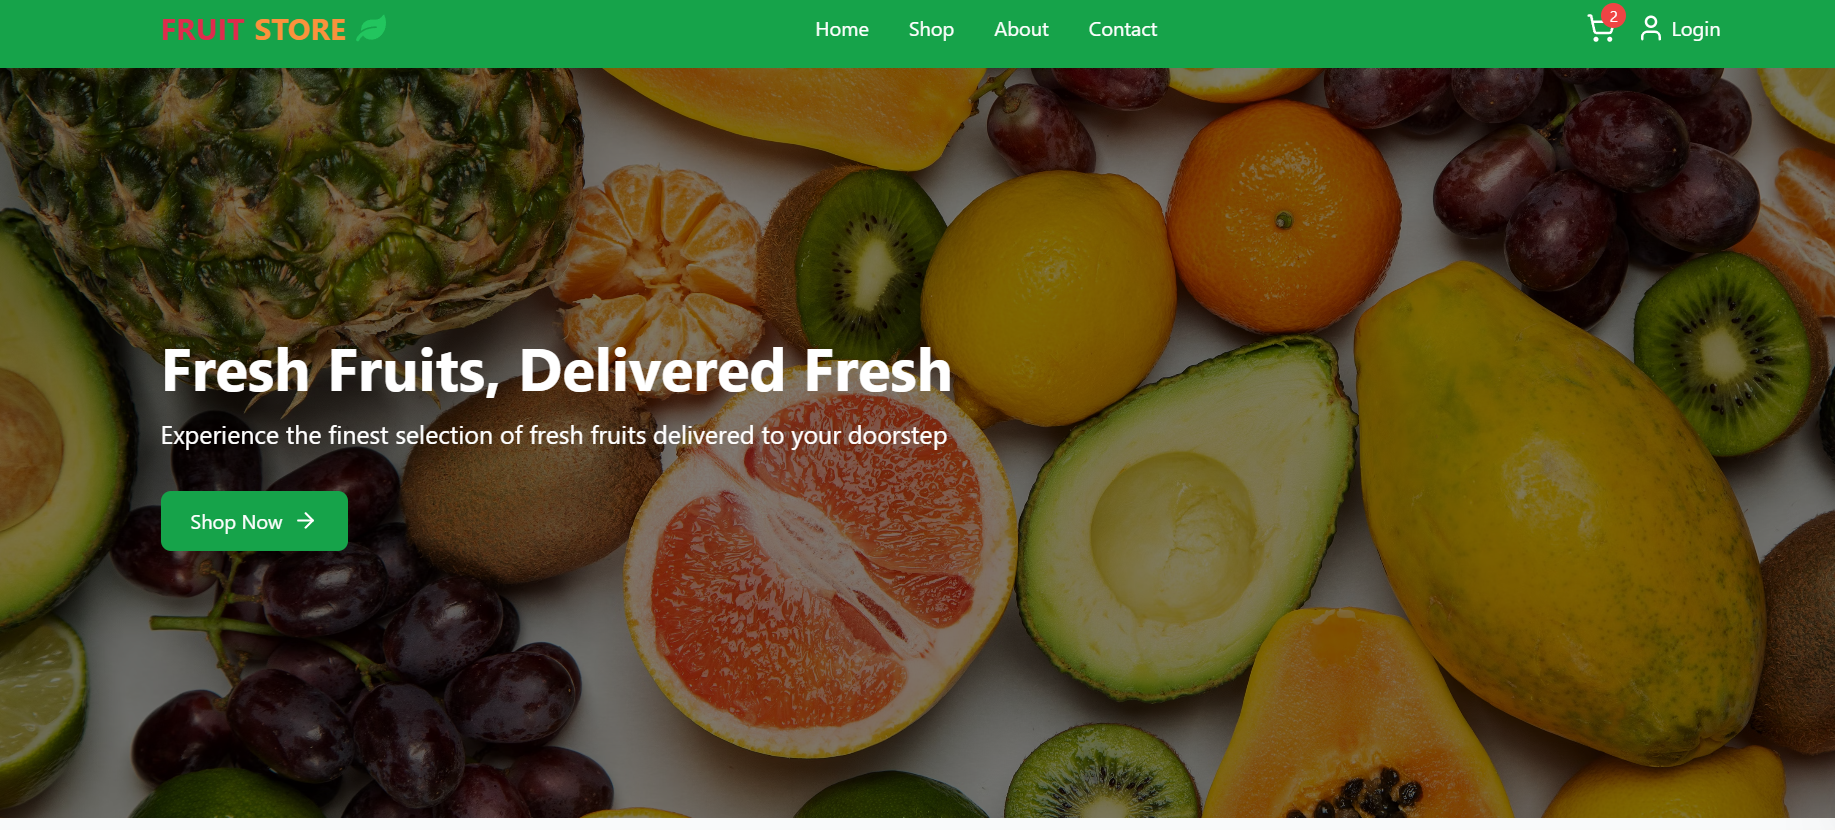 FRUIT STORE
Home Shop About Contact
2
Login
Fresh Fruits, Delivered Fresh
Experience the finest selection of fresh fruits delivered to your doorstep
Shop Now